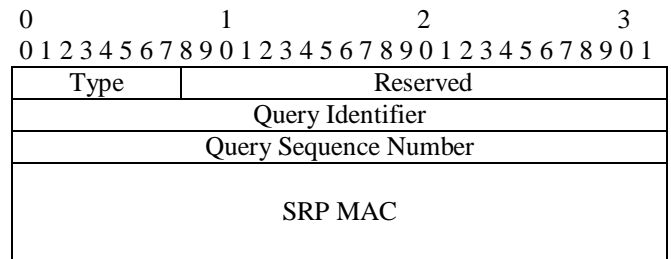 0 1 2 3
0 1 2 3 4 5 6 7 8 9 0 1 2 3 4 5 6 7 8 9 0 1 2 3 4 5 6 7 8 9 0 1
Type Reserved
Query Identifier
Query Sequence Number
SRP MAC